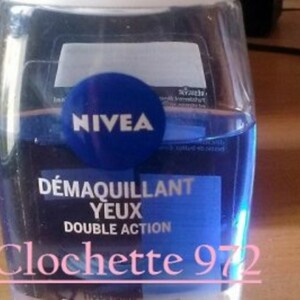 NIVEA
DÉMAQUILLANT
YEUX
DOUBLE ACTION
Clochette 972